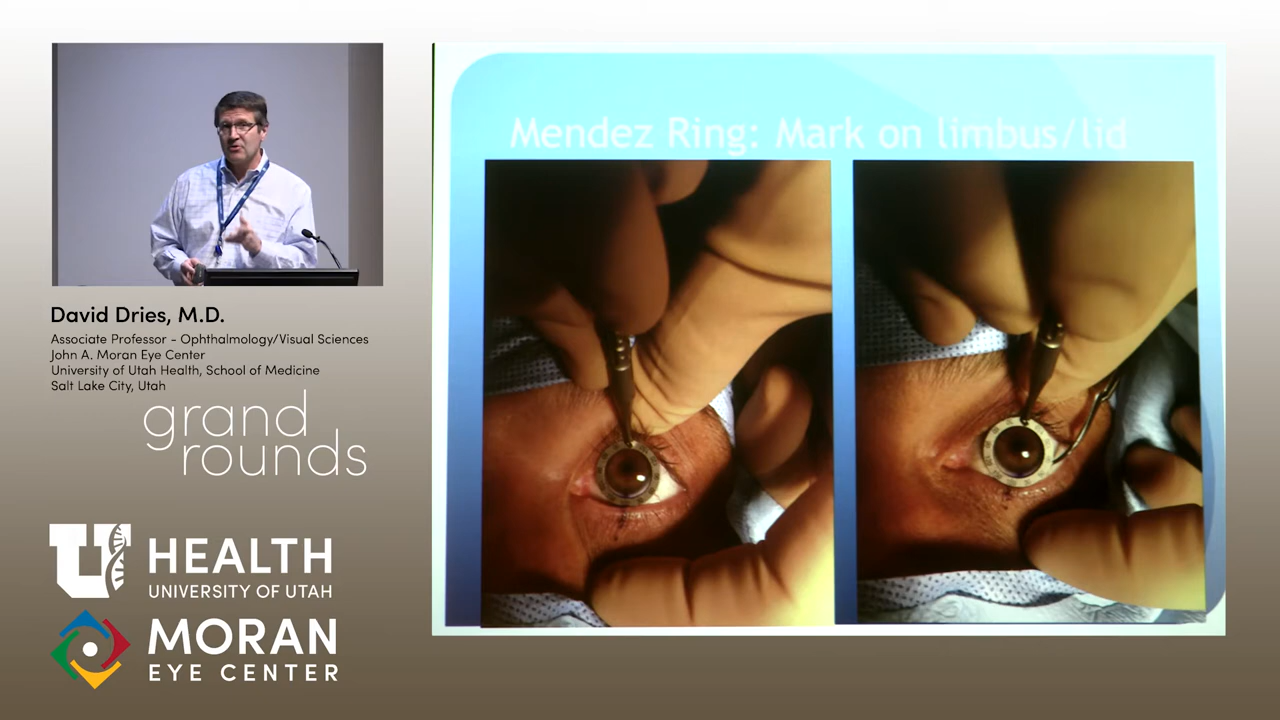 Mendez Ring: Mark on limbus/lid
David Dries, M.D.
Associate Professor - Ophthalmology/Visual Sciences
John A. Moran Eye Center
University of Utah Health, School of Medicine
Salt Lake City, Utah
grand
rounds
U
HEALTH
UNIVERSITY OF UTAH
MORAN
EYE CENTER